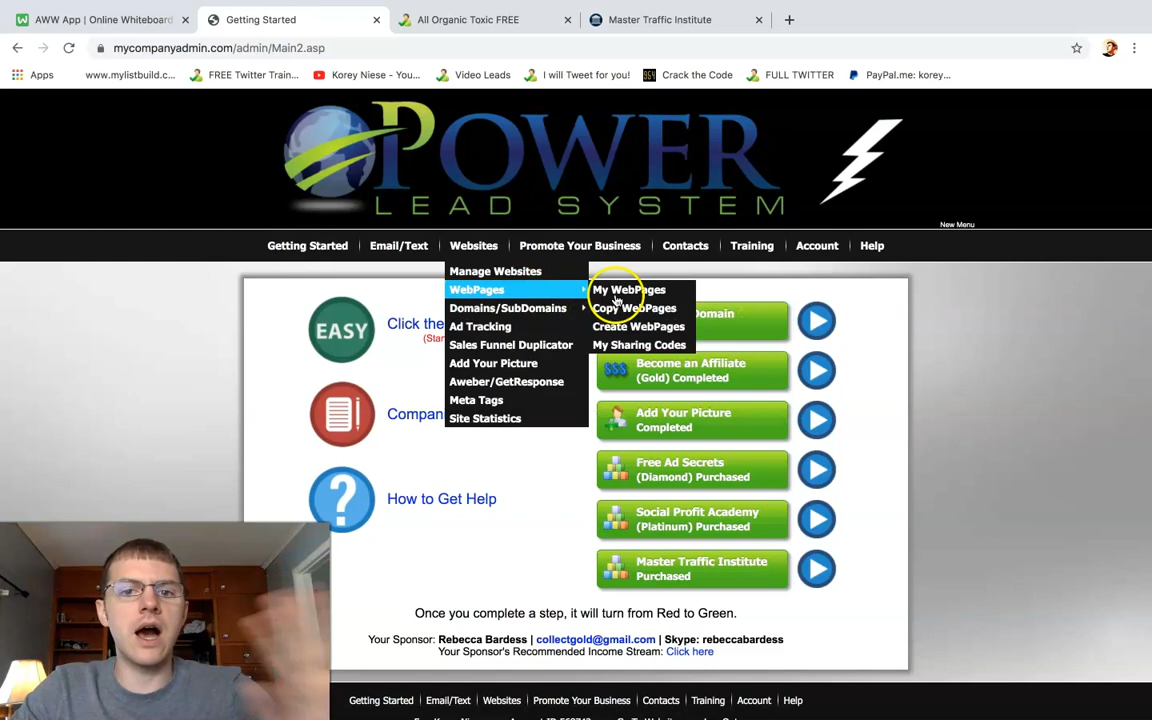 AWW App | Online Whiteboard
Getting Started
All Organic Toxic FREE
Master Traffic Institute
mycompanyadmin.com/admin/Main2.asp
Apps
www.mylistbuild.c...
FREE Twitter Train...
Korey Niese - You...
Video Leads
I will Tweet for you!
Crack the Code
FULL TWITTER
PayPal.me: korey...
POWER
LEAD SYSTEM
New Menu
Getting Started
Email/Text
Websites
Promote Your Business
Contacts
Training
Account
Help
Manage Websites
WebPages
Domains/SubDomains
Ad Tracking
Sales Funnel Duplicator
Add Your Picture
Aweber/GetResponse
Meta Tags
Site Statistics
My WebPages
Copy WebPages
Create WebPages
My Sharing Codes
EASY
Click the
(Star
Compan
?
How to Get Help
Domain
$$$
Become an Affiliate
(Gold) Completed
Add Your Picture
Completed
Free Ad Secrets
(Diamond) Purchased
Social Profit Academy
(Platinum) Purchased
Master Traffic Institute
Purchased
Once you complete a step, it will turn from Red to Green.
Your Sponsor: Rebecca Bardess | collectgold@gmail.com | Skype: rebeccabardess
Your Sponsor's Recommended Income Stream: Click here
Getting Started
Email/Text
Websites
Promote Your Business
Contacts
Training
Account
Help